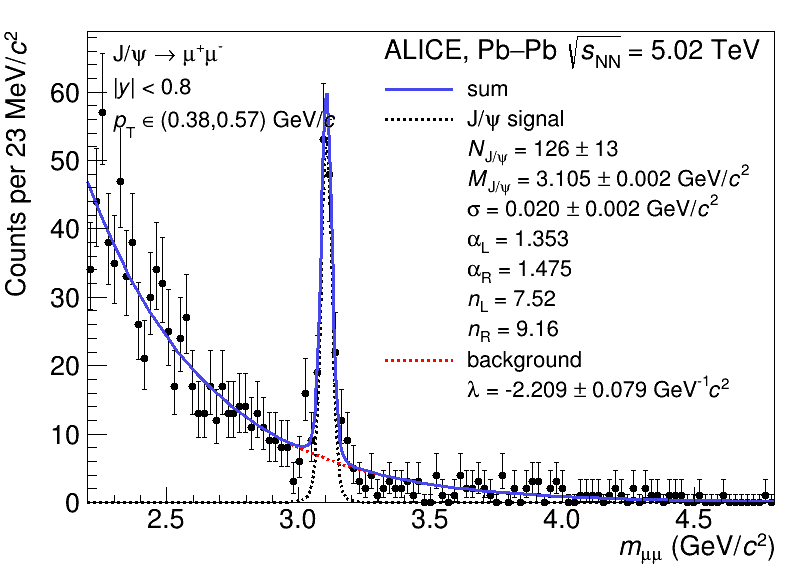 Counts per 23 MeV/c²
J/ψ → μ⁺μ⁻
|y| < 0.8
p_T ∈ (0.38,0.57) GeV/c
ALICE, Pb–Pb √s_NN = 5.02 TeV
sum
J/ψ signal
N_J/ψ = 126 ± 13
M_J/ψ = 3.105 ± 0.002 GeV/c²
σ = 0.020 ± 0.002 GeV/c²
α_L = 1.353
α_R = 1.475
n_L = 7.52
n_R = 9.16
background
λ = -2.209 ± 0.079 GeV⁻¹c²
60
50
40
30
20
10
0
2.5 3.0 3.5 4.0 4.5
m_μμ (GeV/c²)